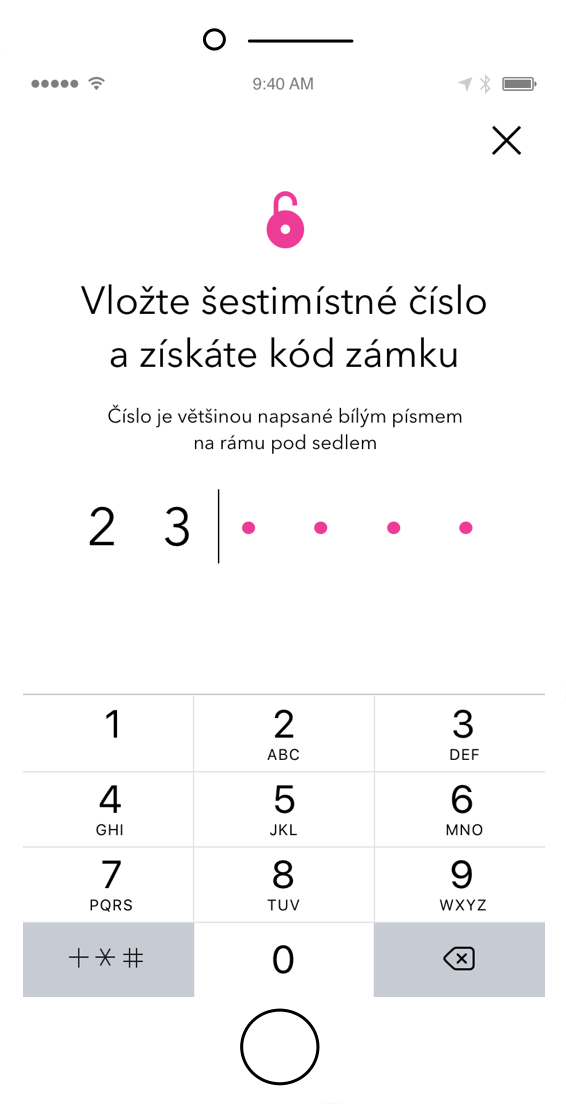 9:40 AM
Vložte šestimístné číslo
a získáte kód zámku
Číslo je většinou napsané bílým písmem
na rámu pod sedlem
2 3
1 2 3
ABC DEF
4 5 6
GHI JKL MNO
7 8 9
PQRS TUV WXYZ
+*# 0